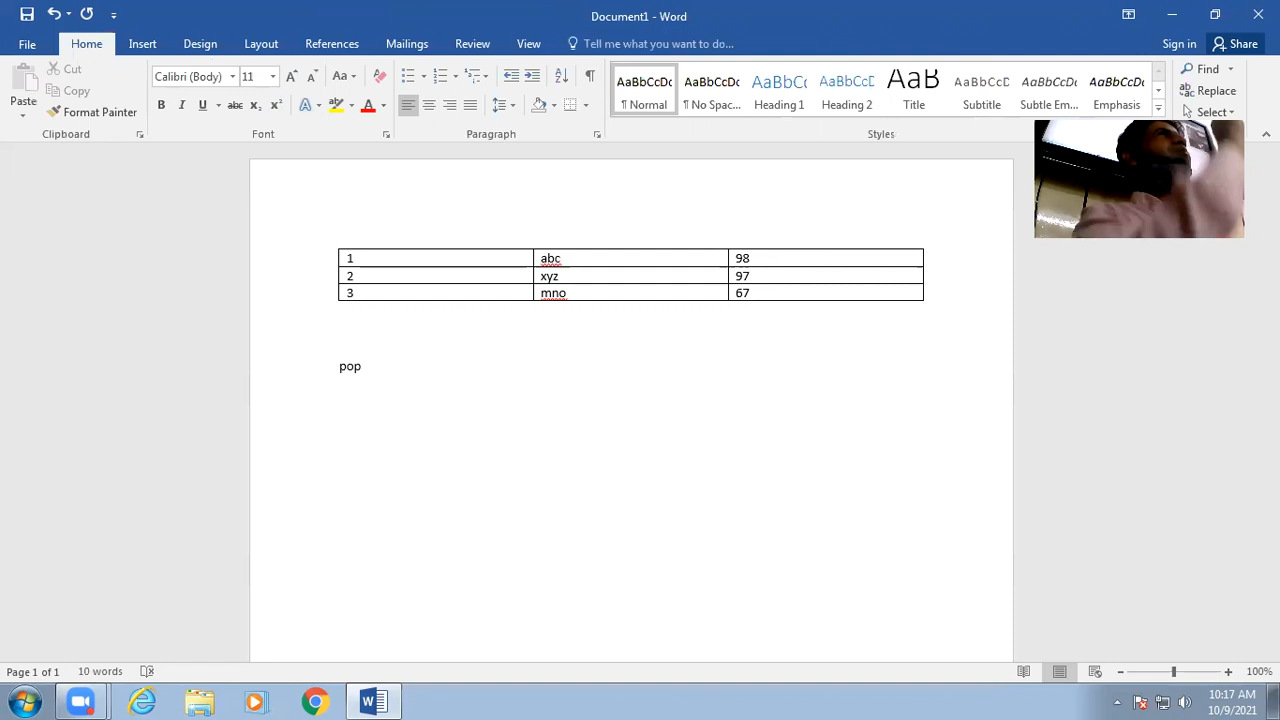 Document1 - Word
File Home Insert Design Layout References Mailings Review View Tell me what you want to do... Sign in Share
Paste
Cut
Copy
Format Painter
Clipboard
Calibri (Body) 11
Font
Paragraph
AaBbCcDc AaBbCcDc AaBbCc AaBbCcD AaB AaBbCcD AaBbCcDc AaBbCcDc
¶ Normal ¶ No Spac... Heading 1 Heading 2 Title Subtitle Subtle Em... Emphasis
Styles
Find
Replace
Select
1 abc 98
2 xyz 97
3 mno 67
pop
Page 1 of 1 10 words 100%
10:17 AM
10/9/2021